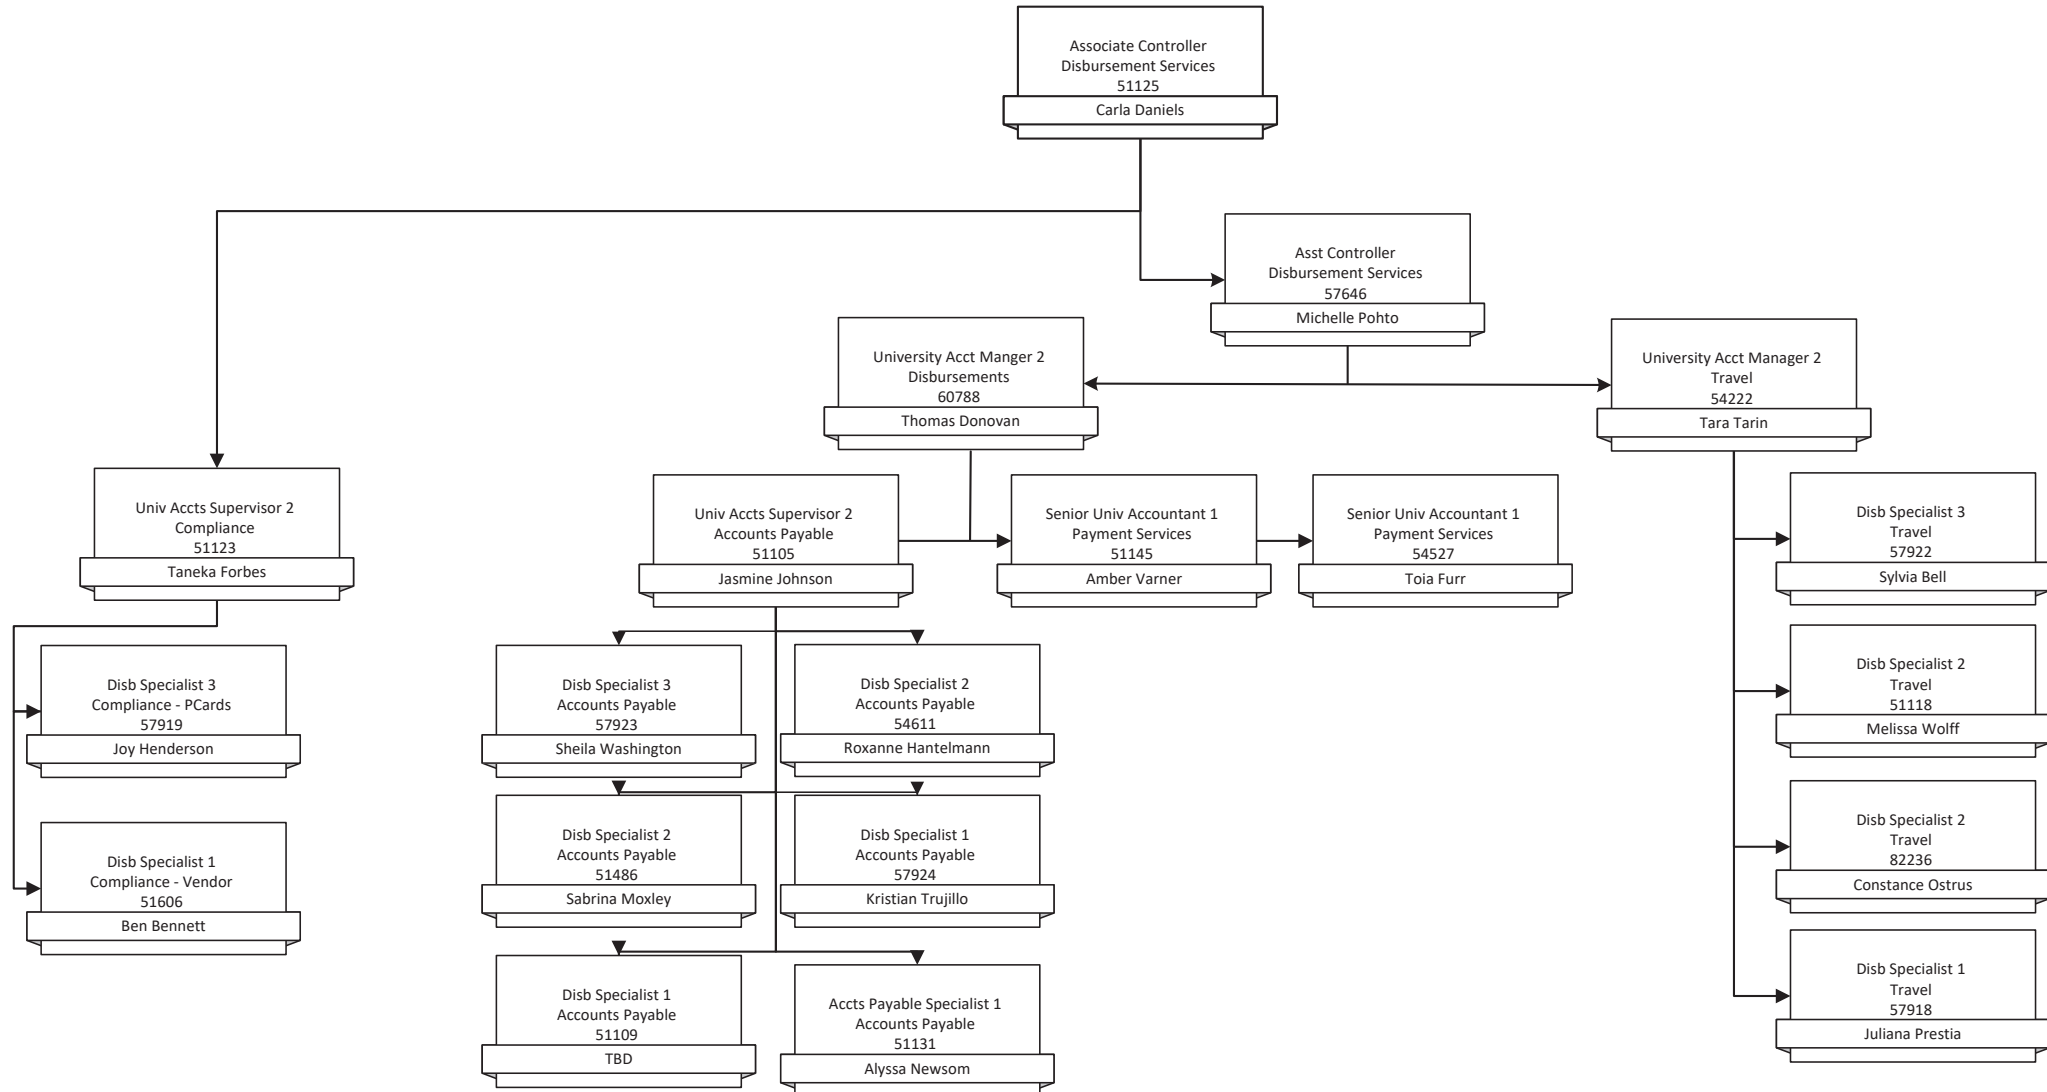 Associate Controller
Disbursement Services
51125
Carla Daniels
Asst Controller
Disbursement Services
57646
Michelle Pohto
University Acct Manger 2
Disbursements
60788
Thomas Donovan
University Acct Manager 2
Travel
54222
Tara Tarin
Univ Accts Supervisor 2
Compliance
51123
Taneka Forbes
Univ Accts Supervisor 2
Accounts Payable
51105
Jasmine Johnson
Senior Univ Accountant 1
Payment Services
51145
Amber Varner
Senior Univ Accountant 1
Payment Services
54527
Toia Furr
Disb Specialist 3
Travel
57922
Sylvia Bell
Disb Specialist 3
Compliance - PCards
57919
Joy Henderson
Disb Specialist 3
Accounts Payable
57923
Sheila Washington
Disb Specialist 2
Accounts Payable
54611
Roxanne Hantelmann
Disb Specialist 2
Travel
51118
Melissa Wolff
Disb Specialist 1
Compliance - Vendor
51606
Ben Bennett
Disb Specialist 2
Accounts Payable
51486
Sabrina Moxley
Disb Specialist 1
Accounts Payable
57924
Kristian Trujillo
Disb Specialist 2
Travel
82236
Constance Ostrus
Disb Specialist 1
Accounts Payable
51109
TBD
Accts Payable Specialist 1
Accounts Payable
51131
Alyssa Newsom
Disb Specialist 1
Travel
57918
Juliana Prestia